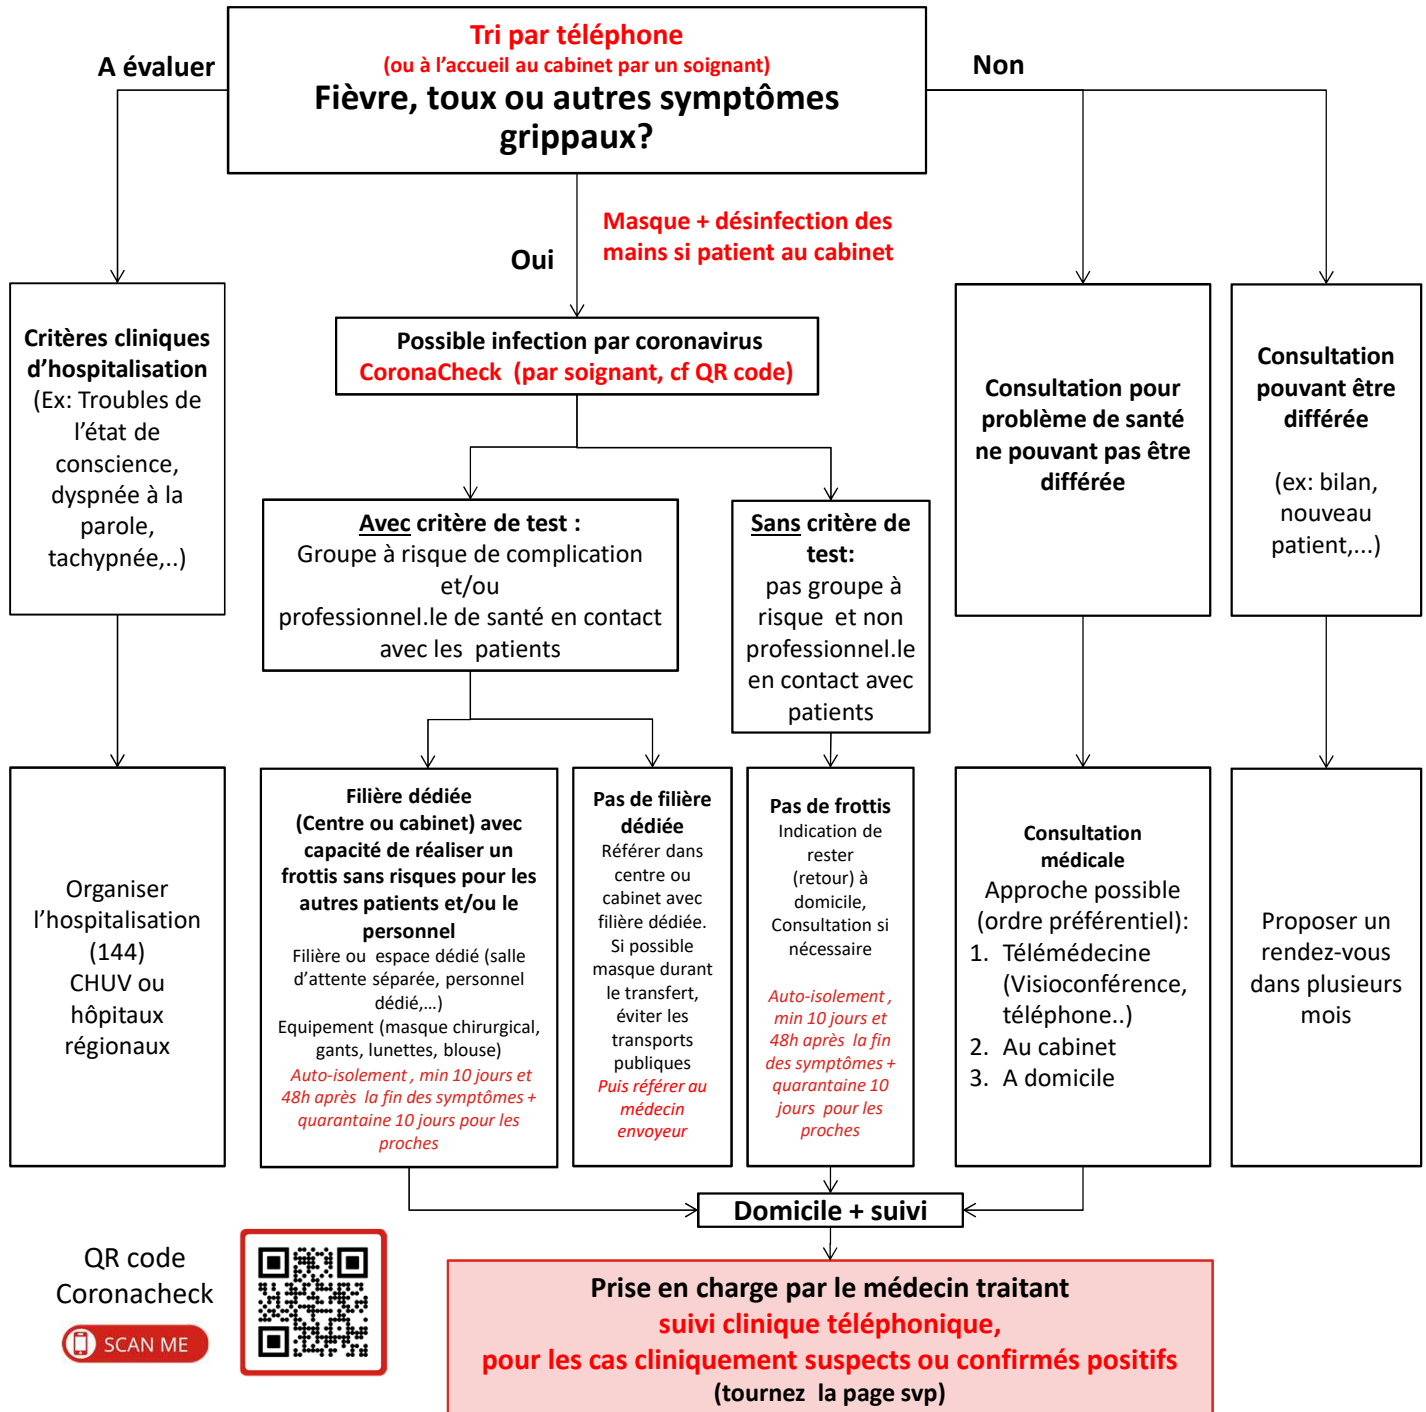 Tri par téléphone
(ou à l'accueil au cabinet par un soignant)
Fièvre, toux ou autres symptômes
grippaux?
A évaluer
Non
Oui
Masque + désinfection des
mains si patient au cabinet
Critères cliniques
d'hospitalisation
(Ex: Troubles de
l'état de
conscience,
dyspnée à la
parole,
tachypnée,..)
Possible infection par coronavirus
CoronaCheck (par soignant, cf QR code)
Consultation pour
problème de santé
ne pouvant pas être
différée
Consultation
pouvant être
différée
(ex: bilan,
nouveau
patient,...)
Avec critère de test :
Groupe à risque de complication
et/ou
professionnel.le de santé en contact
avec les patients
Sans critère de
test:
pas groupe à
risque et non
professionnel.le
en contact avec
patients
Organiser
l'hospitalisation
(144)
CHUV ou
hôpitaux
régionaux
Filière dédiée
(Centre ou cabinet) avec
capacité de réaliser un
frottis sans risques pour les
autres patients et/ou le
personnel
Filière ou espace dédié (salle
d'attente séparée, personnel
dédié,...)
Equipement (masque chirurgical,
gants, lunettes, blouse)
Auto-isolement , min 10 jours et
48h après la fin des symptômes +
quarantaine 10 jours pour les
proches
Pas de filière
dédiée
Référer dans
centre ou
cabinet avec
filière dédiée.
Si possible
masque durant
le transfert,
éviter les
transports
publiques
Puis référer au
médecin
envoyeur
Pas de frottis
Indication de
rester
(retour) à
domicile,
Consultation si
nécessaire
Auto-isolement ,
min 10 jours et
48h après la fin
des symptômes +
quarantaine 10
jours pour les
proches
Consultation
médicale
Approche possible
(ordre préférentiel):
1. Télémédecine
(Visioconférence,
téléphone..)
2. Au cabinet
3. A domicile
Proposer un
rendez-vous
dans plusieurs
mois
Domicile + suivi
QR code
Coronacheck
SCAN ME
Prise en charge par le médecin traitant
suivi clinique téléphonique,
pour les cas cliniquement suspects ou confirmés positifs
(tournez la page svp)